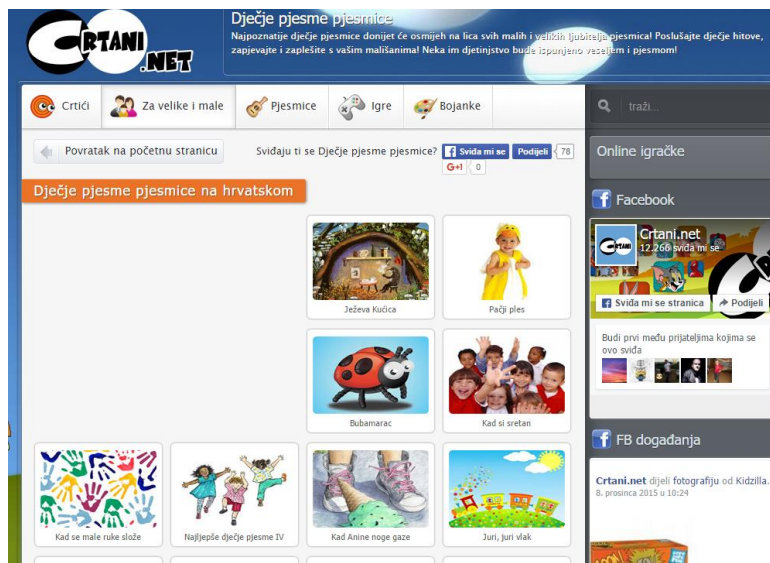 CRTANI
.NET
Dječje pjesme pjesmice
Najpoznatije dječje pjesmice donijet će osmijeh na lica svih malih i velikih ljubitelja pjesmica! Poslušajte dječje hitove,
zapjevajte i zaplešite s vašim mališanima! Neka im djetinjstvo bude ispunjeno veseljem i pjesmom!
Crtići
Za velike i male
Pjesmice
Igre
Bojanke
traži...
Povratak na početnu stranicu
Sviđaju ti se Dječje pjesme pjesmice?
Sviđa mi se
Podijeli
78
G+1
0
Dječje pjesme pjesmice na hrvatskom
Ježeva Kućica
Pačji ples
Bubamarac
Kad si sretan
Kad se male ruke slože
Najljepše dječje pjesme IV
Kad Anine noge gaze
Juri, juri vlak
Online igračke
Facebook
CRTANI
Crtani.net
12.266 sviđa mi se
Sviđa mi se stranica
Podijeli
Budi prvi među prijateljima kojima se
ovo sviđa
FB događanja
Crtani.net dijeli fotografiju od Kidzilla.
8. prosinca 2015 u 10:24